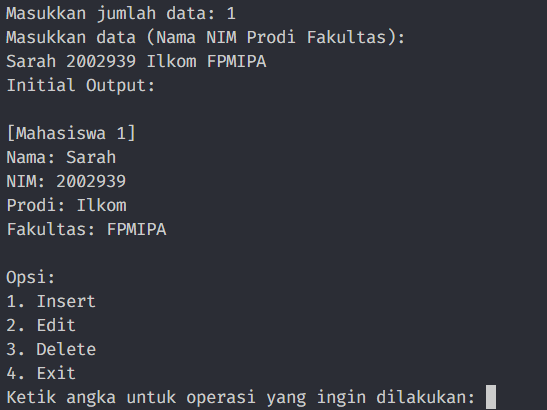 Masukkan jumlah data: 1
Masukkan data (Nama NIM Prodi Fakultas):
Sarah 2002939 Ilkom FPMIPA
Initial Output:

[Mahasiswa 1]
Nama: Sarah
NIM: 2002939
Prodi: Ilkom
Fakultas: FPMIPA

Opsi:
1. Insert
2. Edit
3. Delete
4. Exit
Ketik angka untuk operasi yang ingin dilakukan: